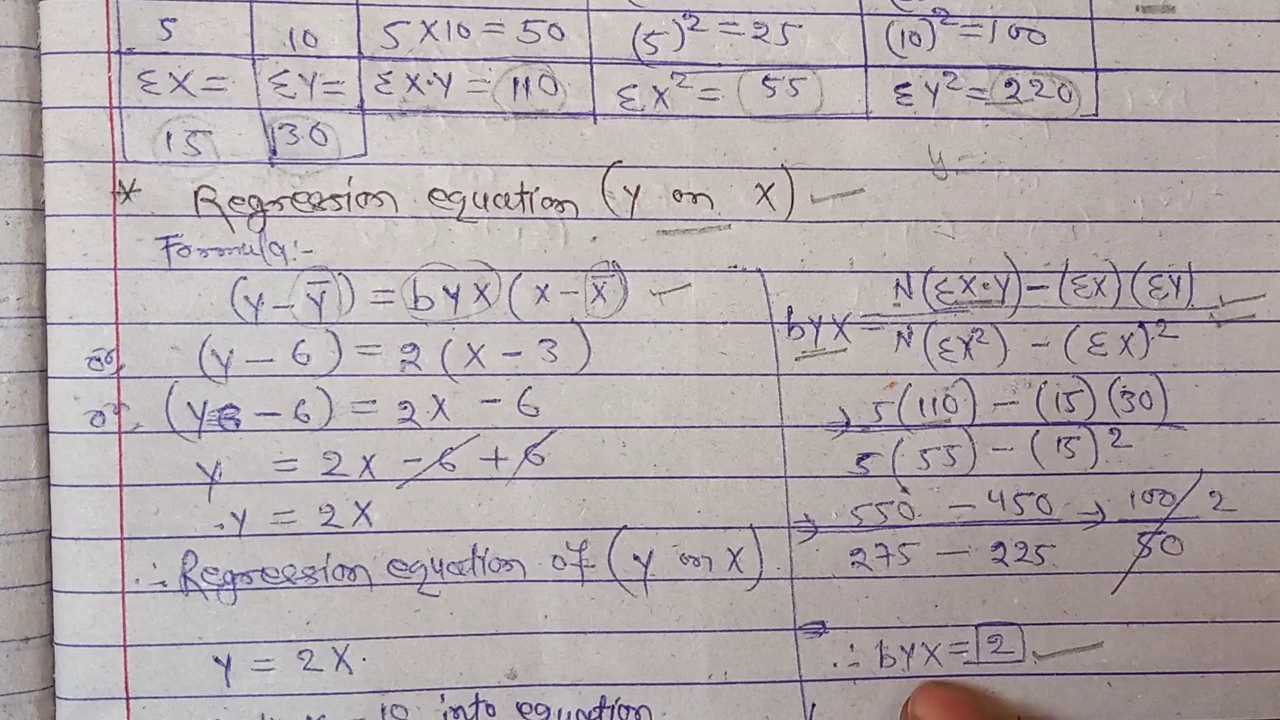 5 10 5×10=50 (5)²=25 (10)²=100
ΣX= ΣY= ΣX·Y=110 ΣX²=55 ΣY²=220
15 30
y=
* Regression equation (Y on X)
Formula:-
(Y-Y̅)=bYX(X-X̅)
or, (Y-6)=2(X-3)
or, (Y-6)=2X-6
Y =2X-6+6
Y=2X
∴ Regression equation of (Y on X)
Y=2X.
10 into equation
bYX= N(ΣX·Y)-(ΣX)(ΣY)
N(ΣX²)-(ΣX)²
→ 5(110)-(15)(30)
5(55)-(15)²
→ 550-450 → 100 2
275-225 50
∴ bYX=2